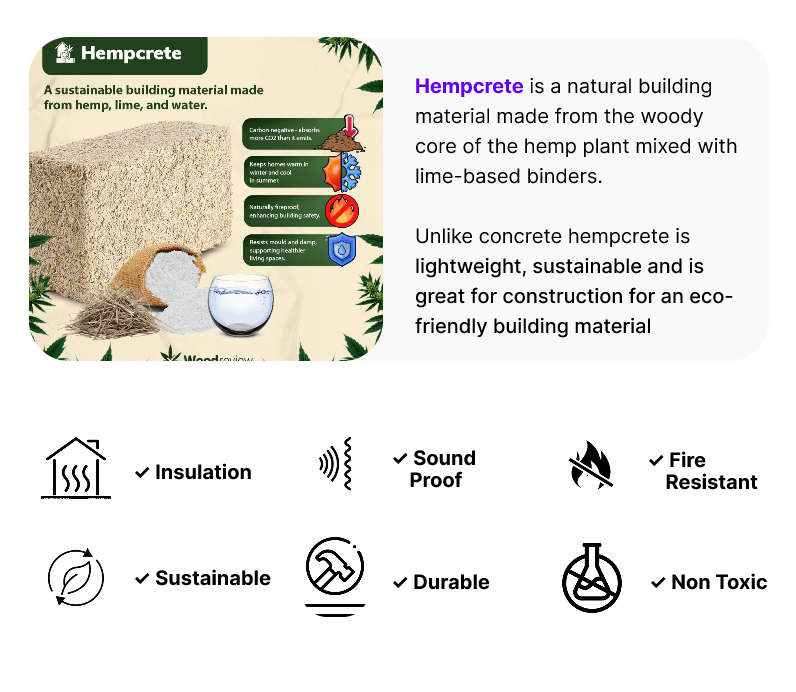 Hempcrete
A sustainable building material made
from hemp, lime, and water.
Carbon negative - absorbs
more CO2 than it emits.
Keeps homes warm in
winter and cool
in summer.
Naturally fireproof,
enhancing building safety.
Resists mould and damp,
supporting healthier
living spaces.
Weedreview
Hempcrete is a natural building
material made from the woody
core of the hemp plant mixed with
lime-based binders.
Unlike concrete hempcrete is
lightweight, sustainable and is
great for construction for an eco-
friendly building material
✓ Insulation
✓ Sound
Proof
✓ Fire
Resistant
✓ Sustainable
✓ Durable
✓ Non Toxic